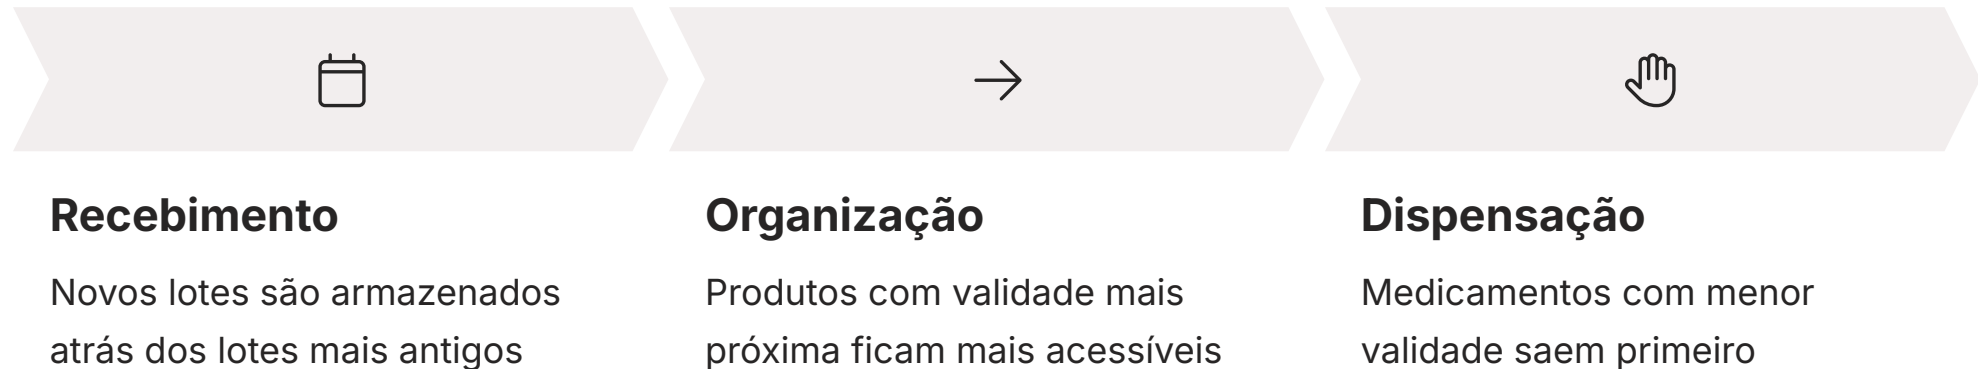 Recebimento
Novos lotes são armazenados
atrás dos lotes mais antigos
Organização
Produtos com validade mais
próxima ficam mais acessíveis
Dispensação
Medicamentos com menor
validade saem primeiro